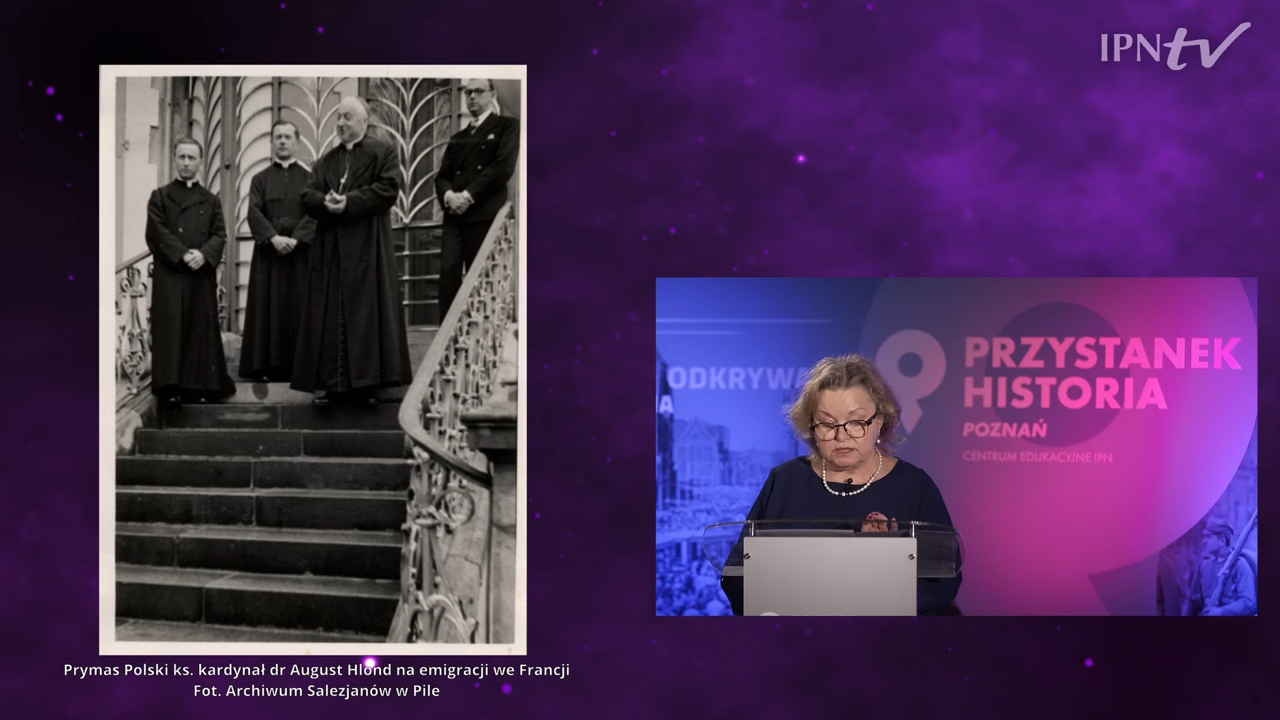 IPNtv
ODKRYWA
A
PRZYSTANEK
HISTORIA
POZNAŃ
CENTRUM EDUKACYJNE IPN
Prymas Polski ks. kardynał dr August Hlond na emigracji we Francji
Fot. Archiwum Salezjanów w Pile